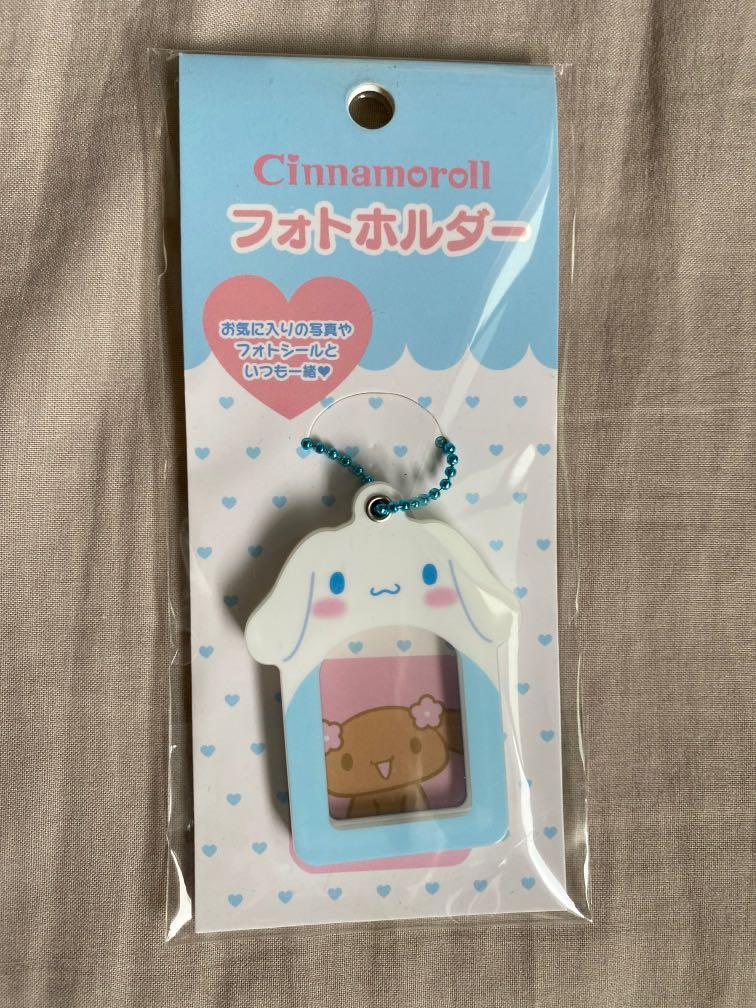 Cinnamoroll
フォトホルダー
お気に入りの写真や
フォトシールと
いつも一緒♥